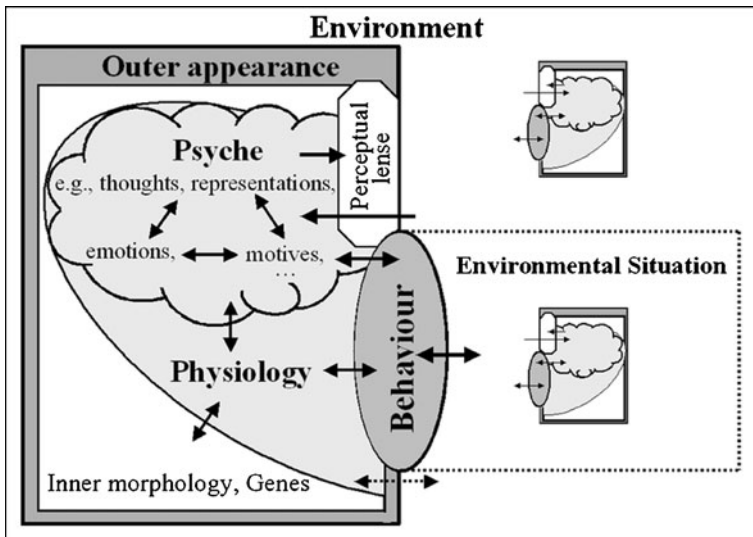 Environment
Outer appearance
Perceptual
lense
Psyche
e.g., thoughts, representations,
emotions,
motives,
...
Environmental Situation
Behaviour
Physiology
Inner morphology, Genes